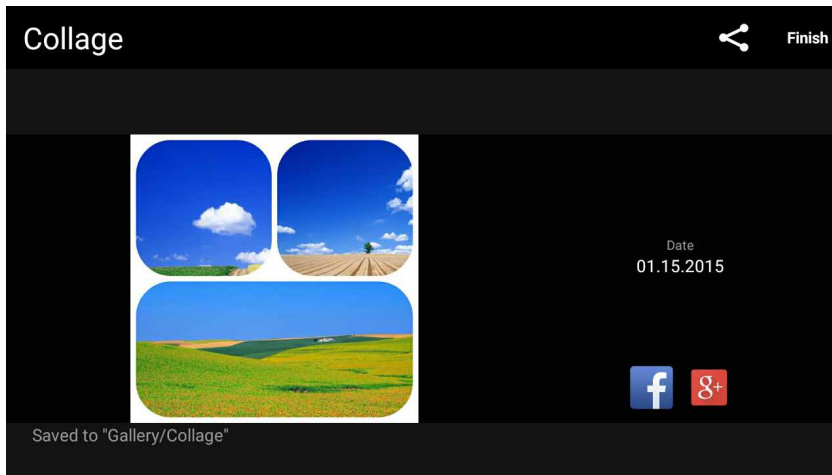 Collage
Finish
Date
01.15.2015
f
g+
Saved to "Gallery/Collage"